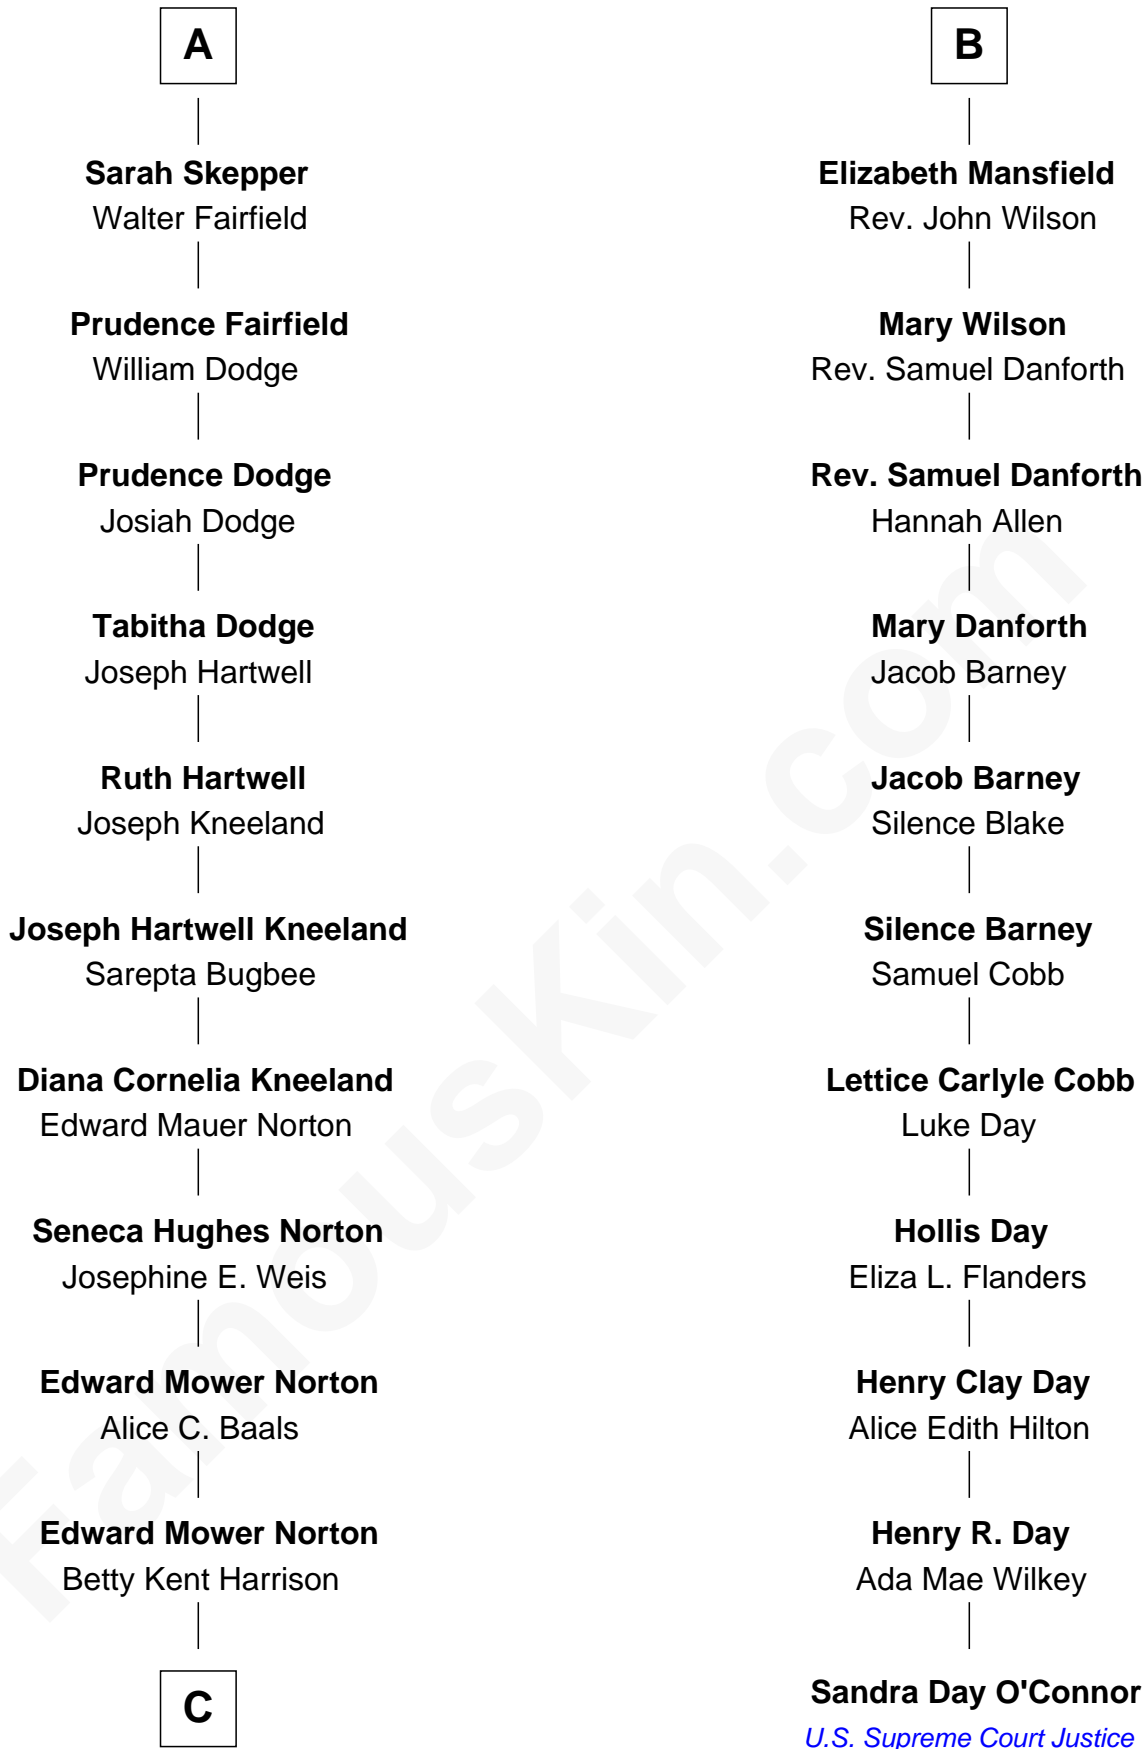 A
Sarah Skepper
Walter Fairfield
Prudence Fairfield
William Dodge
Prudence Dodge
Josiah Dodge
Tabitha Dodge
Joseph Hartwell
Ruth Hartwell
Joseph Kneeland
Joseph Hartwell Kneeland
Sarepta Bugbee
Diana Cornelia Kneeland
Edward Mauer Norton
Seneca Hughes Norton
Josephine E. Weis
Edward Mower Norton
Alice C. Baals
Edward Mower Norton
Betty Kent Harrison
C
B
Elizabeth Mansfield
Rev. John Wilson
Mary Wilson
Rev. Samuel Danforth
Rev. Samuel Danforth
Hannah Allen
Mary Danforth
Jacob Barney
Jacob Barney
Silence Blake
Silence Barney
Samuel Cobb
Lettice Carlyle Cobb
Luke Day
Hollis Day
Eliza L. Flanders
Henry Clay Day
Alice Edith Hilton
Henry R. Day
Ada Mae Wilkey
Sandra Day O'Connor
U.S. Supreme Court Justice
FamousKin.com